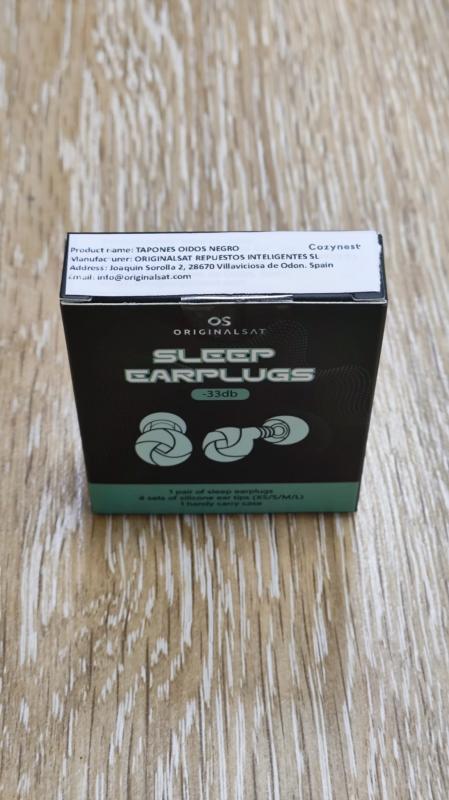 Product name: TAPONES OIDOS NEGRO
Cozynest
Manufacturer: ORIGINALSAT REPUESTOS INTELIGENTES SL
Address: Joaquin Sorolla 2, 28670 Villaviciosa de Odon. Spain
Email: info@originalsat.com
OS
ORIGINALSAT
SLEEP
EARPLUGS
-33db
1 pair of sleep earplugs
4 sets of silicone ear tips (XS/S/M/L)
1 handy carry case